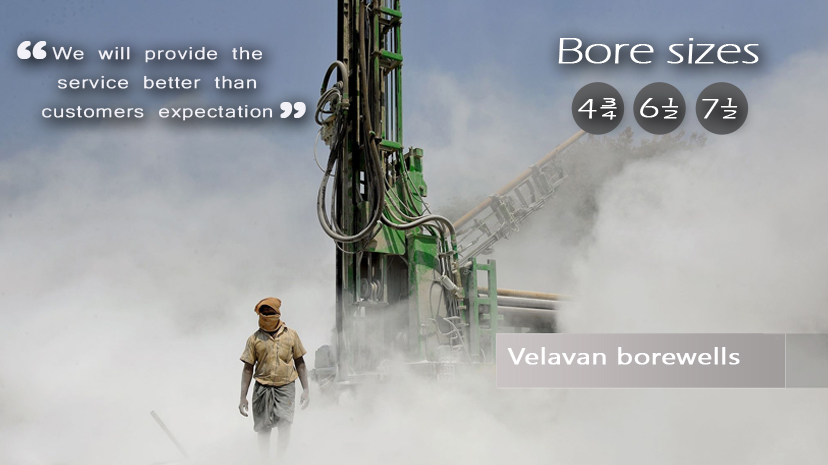 “We will provide the
service better than
customers expectation”
Bore sizes
4¾ 6½ 7½
Velavan borewells